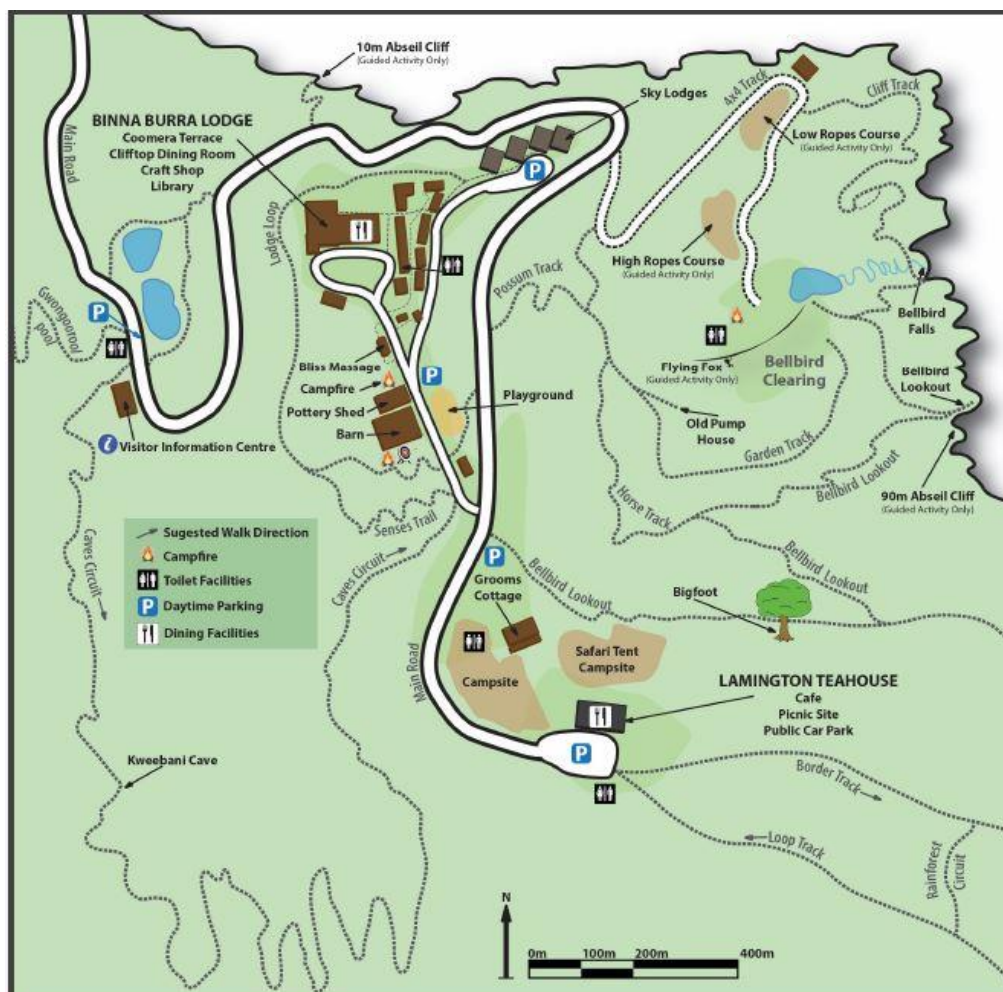 10m Abseil Cliff
(Guided Activity Only)
Sky Lodges
4x4 Track
Cliff Track
BINNA BURRA LODGE
Coomera Terrace
Clifftop Dining Room
Craft Shop
Library
Main Road
Low Ropes Course
(Guided Activity Only)
P
Lodge Loop
High Ropes Course
(Guided Activity Only)
Possum Track
Gwongoorool
pool
P
Bellbird
Falls
Bliss Massage
Campfire
Pottery Shed
Barn
P
Playground
Flying Fox
(Guided Activity Only)
Bellbird
Clearing
Bellbird
Lookout
Old Pump
House
Garden Track
i Visitor Information Centre
Bellbird Lookout
90m Abseil Cliff
(Guided Activity Only)
Horse Track
Senses Trail
Caves Circuit
Caves Circuit
Sugested Walk Direction
Campfire
Toilet Facilities
P Daytime Parking
Dining Facilities
P
Grooms
Cottage
Bellbird Lookout
Bellbird Lookout
Bigfoot
Safari Tent
Campsite
Campsite
Main Road
LAMINGTON TEAHOUSE
Cafe
Picnic Site
Public Car Park
P
Kweebani Cave
Border Track
Loop Track
Rainforest
Circuit
N
0m 100m 200m 400m